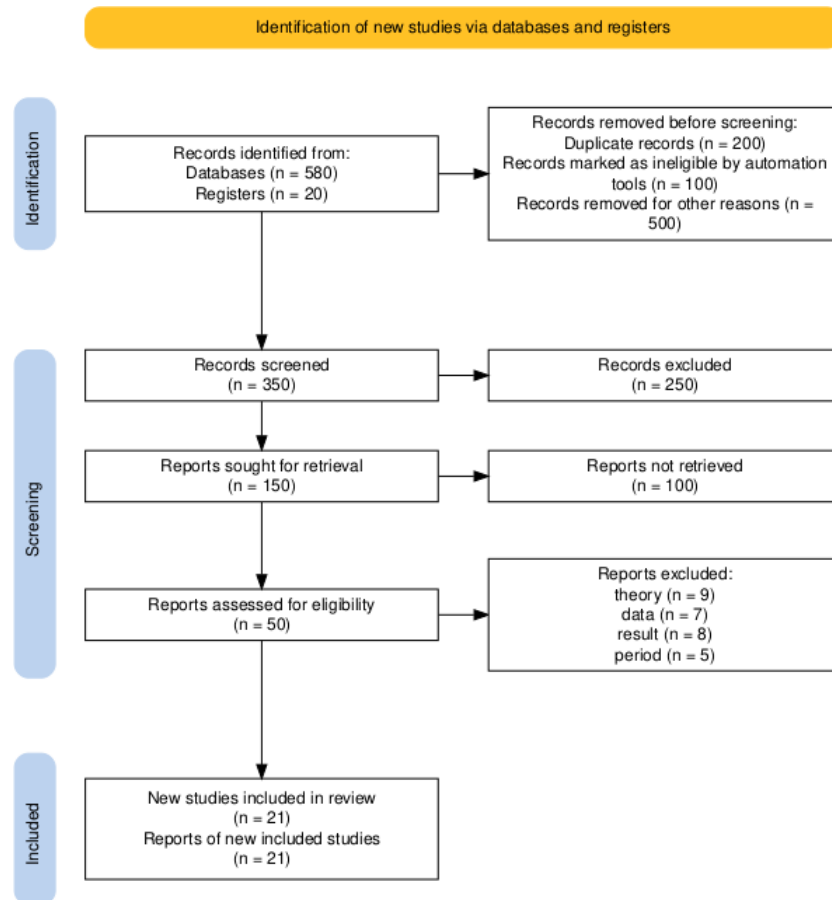 Identification of new studies via databases and registers
Identification
Records identified from:
Databases (n = 580)
Registers (n = 20)
Records removed before screening:
Duplicate records (n = 200)
Records marked as ineligible by automation
tools (n = 100)
Records removed for other reasons (n =
500)
Screening
Records screened
(n = 350)
Records excluded
(n = 250)
Reports sought for retrieval
(n = 150)
Reports not retrieved
(n = 100)
Reports assessed for eligibility
(n = 50)
Reports excluded:
theory (n = 9)
data (n = 7)
result (n = 8)
period (n = 5)
Included
New studies included in review
(n = 21)
Reports of new included studies
(n = 21)